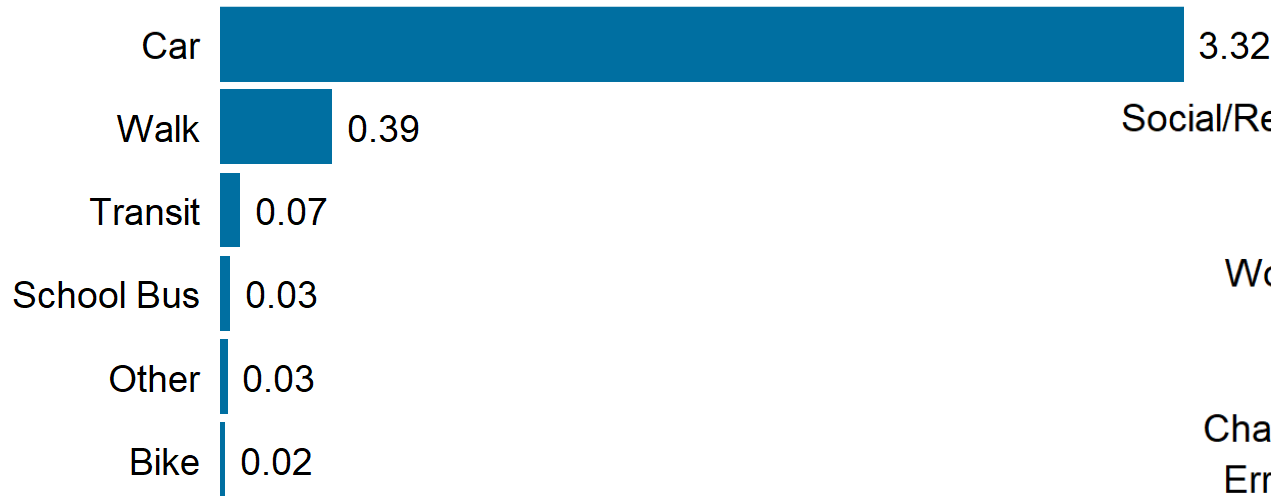 Car 3.32
Walk 0.39
Social/Re
Transit 0.07
School Bus 0.03
Wo
Other 0.03
Cha
Bike 0.02
Err